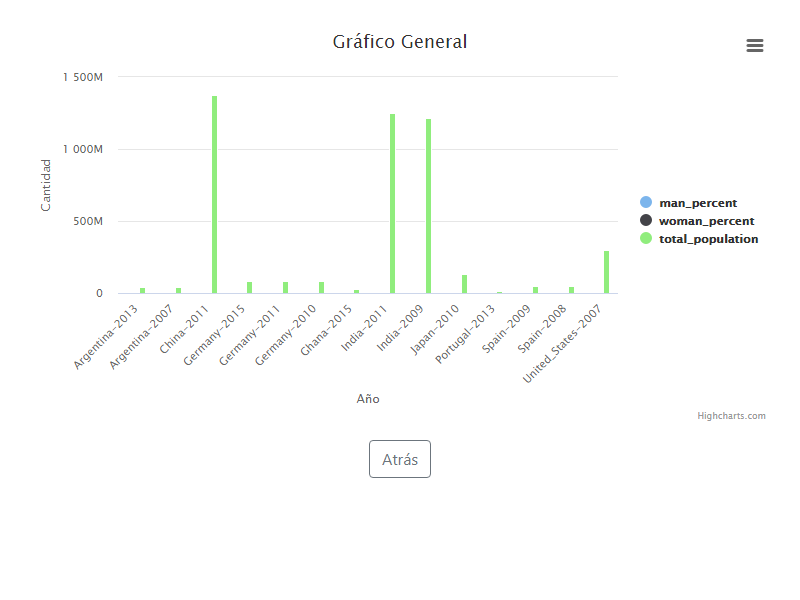 Gráfico General
1 500M
1 000M
500M
0
Cantidad
Argentina-2013
Argentina-2007
China-2011
Germany-2015
Germany-2011
Germany-2010
Ghana-2015
India-2011
India-2009
Japan-2010
Portugal-2013
Spain-2009
Spain-2008
United_States-2007
Año
man_percent
woman_percent
total_population
Highcharts.com
Atrás